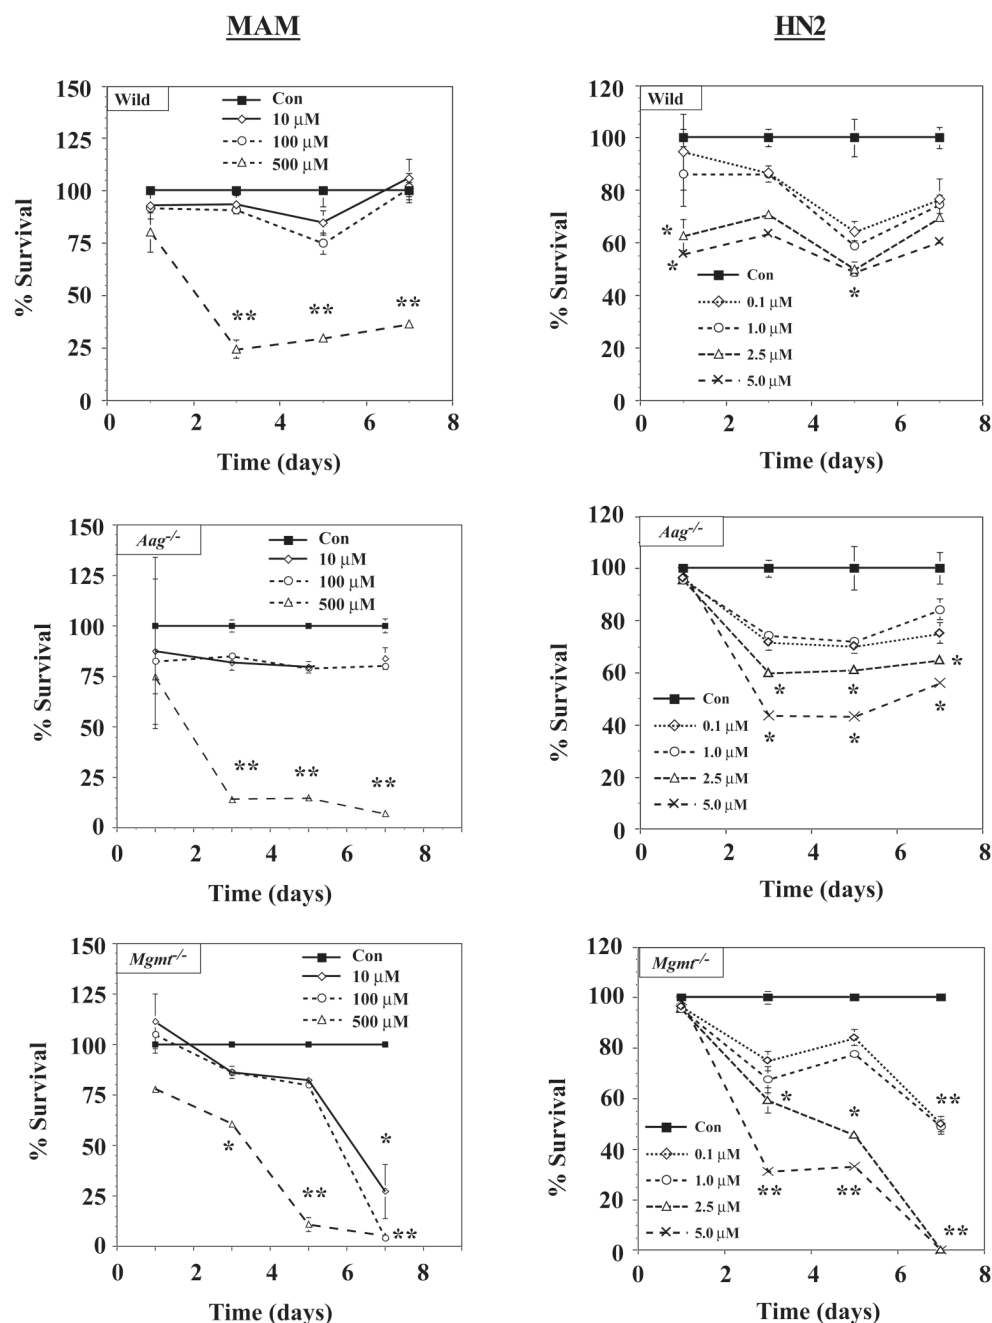 MAM
HN2
Wild
Con
10 μM
100 μM
500 μM
150
125
100
75
50
25
0
% Survival
**
**
**
0 2 4 6 8
Time (days)
Wild
120
100
80
60
40
20
0
% Survival
*
*
*
Con
0.1 μM
1.0 μM
2.5 μM
5.0 μM
0 2 4 6 8
Time (days)
Aag-/-
Con
10 μM
100 μM
500 μM
150
125
100
75
50
25
0
% Survival
**
**
**
0 2 4 6 8
Time (days)
Aag-/-
120
100
80
60
40
20
0
% Survival
*
*
*
*
*
*
Con
0.1 μM
1.0 μM
2.5 μM
5.0 μM
0 2 4 6 8
Time (days)
Mgmt-/-
Con
10 μM
100 μM
500 μM
150
125
100
75
50
25
0
% Survival
*
*
**
**
0 2 4 6 8
Time (days)
Mgmt-/-
120
100
80
60
40
20
0
% Survival
*
*
**
**
**
**
Con
0.1 μM
1.0 μM
2.5 μM
5.0 μM
0 2 4 6 8
Time (days)